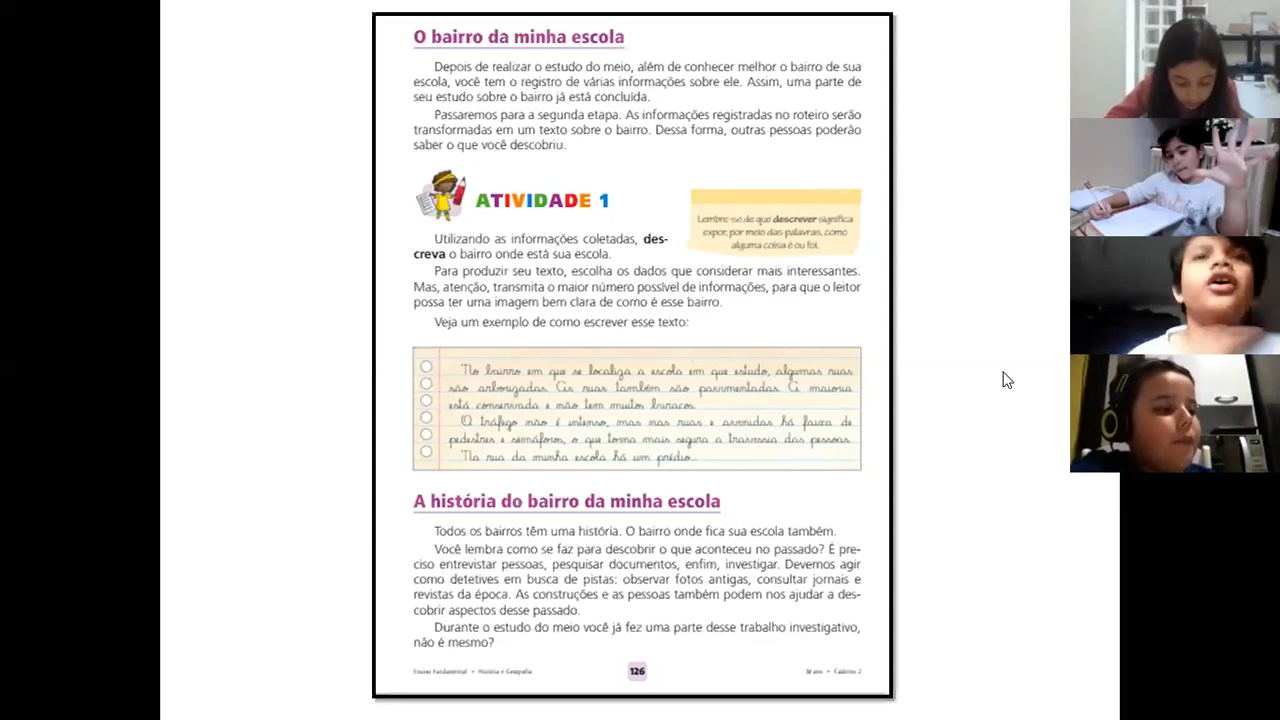 O bairro da minha escola
Depois de realizar o estudo do meio, além de conhecer melhor o bairro de sua
escola, você tem o registro de várias informações sobre ele. Assim, uma parte de
seu estudo sobre o bairro já está concluída.
Passaremos para a segunda etapa. As informações registradas no roteiro serão
transformadas em um texto sobre o bairro. Dessa forma, outras pessoas poderão
saber o que você descobriu.
ATIVIDADE 1
Lembre-se de que descrever significa
expor, por meio das palavras, como
alguma coisa é ou foi.
Utilizando as informações coletadas, des-
creva o bairro onde está sua escola.
Para produzir seu texto, escolha os dados que considerar mais interessantes.
Mas, atenção, transmita o maior número possível de informações, para que o leitor
possa ter uma imagem bem clara de como é esse bairro.
Veja um exemplo de como escrever esse texto:
No bairro em que se localiza a escola em que estudo, algumas ruas
são arborizadas. As ruas também são pavimentadas. A maioria
está conservada e não tem muitos buracos.
O tráfego não é intenso, mas nas ruas e avenidas há faixa de
pedestres e semáforos, o que torna mais segura a travessia das pessoas.
Na rua da minha escola há um prédio...
A história do bairro da minha escola
Todos os bairros têm uma história. O bairro onde fica sua escola também.
Você lembra como se faz para descobrir o que aconteceu no passado? É pre-
ciso entrevistar pessoas, pesquisar documentos, enfim, investigar. Devemos agir
como detetives em busca de pistas: observar fotos antigas, consultar jornais e
revistas da época. As construções e as pessoas também podem nos ajudar a des-
cobrir aspectos desse passado.
Durante o estudo do meio você já fez uma parte desse trabalho investigativo,
não é mesmo?
Ensino Fundamental • História e Geografia 126 Caderno 2